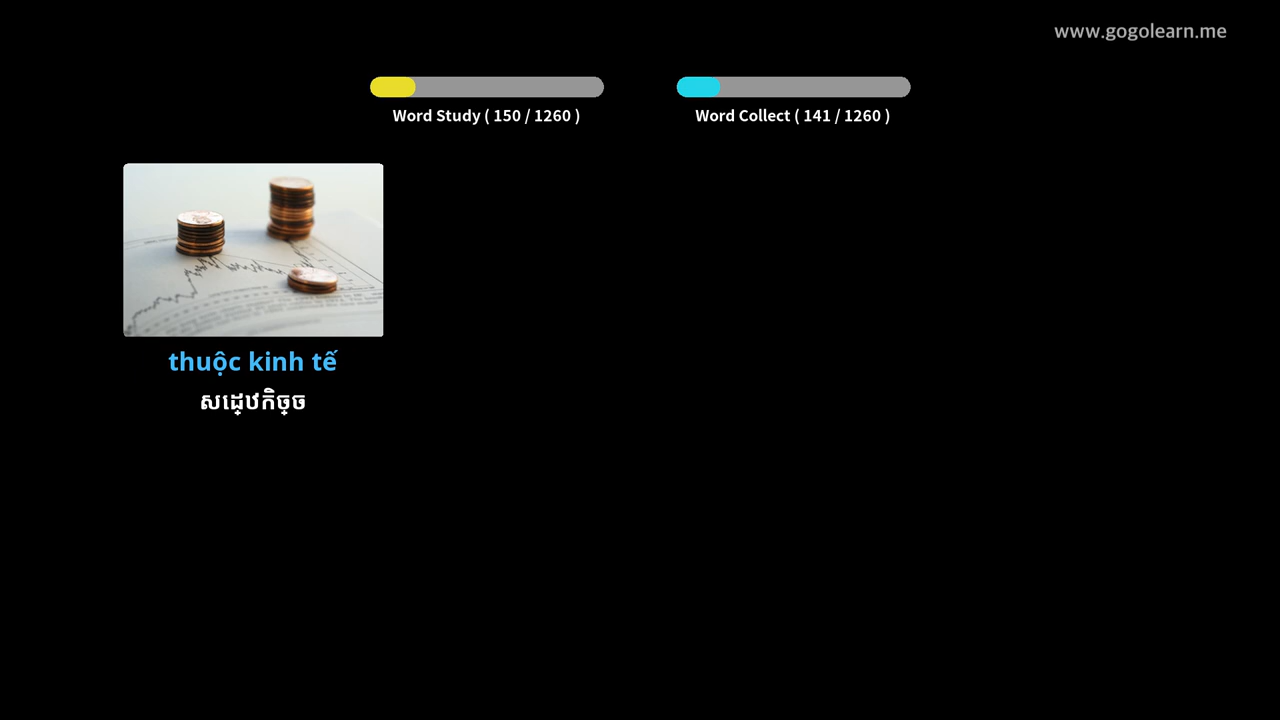 www.gogolearn.me
Word Study ( 150 / 1260 )
Word Collect ( 141 / 1260 )
thuộc kinh tế
សេដ្ឋកិច្ច